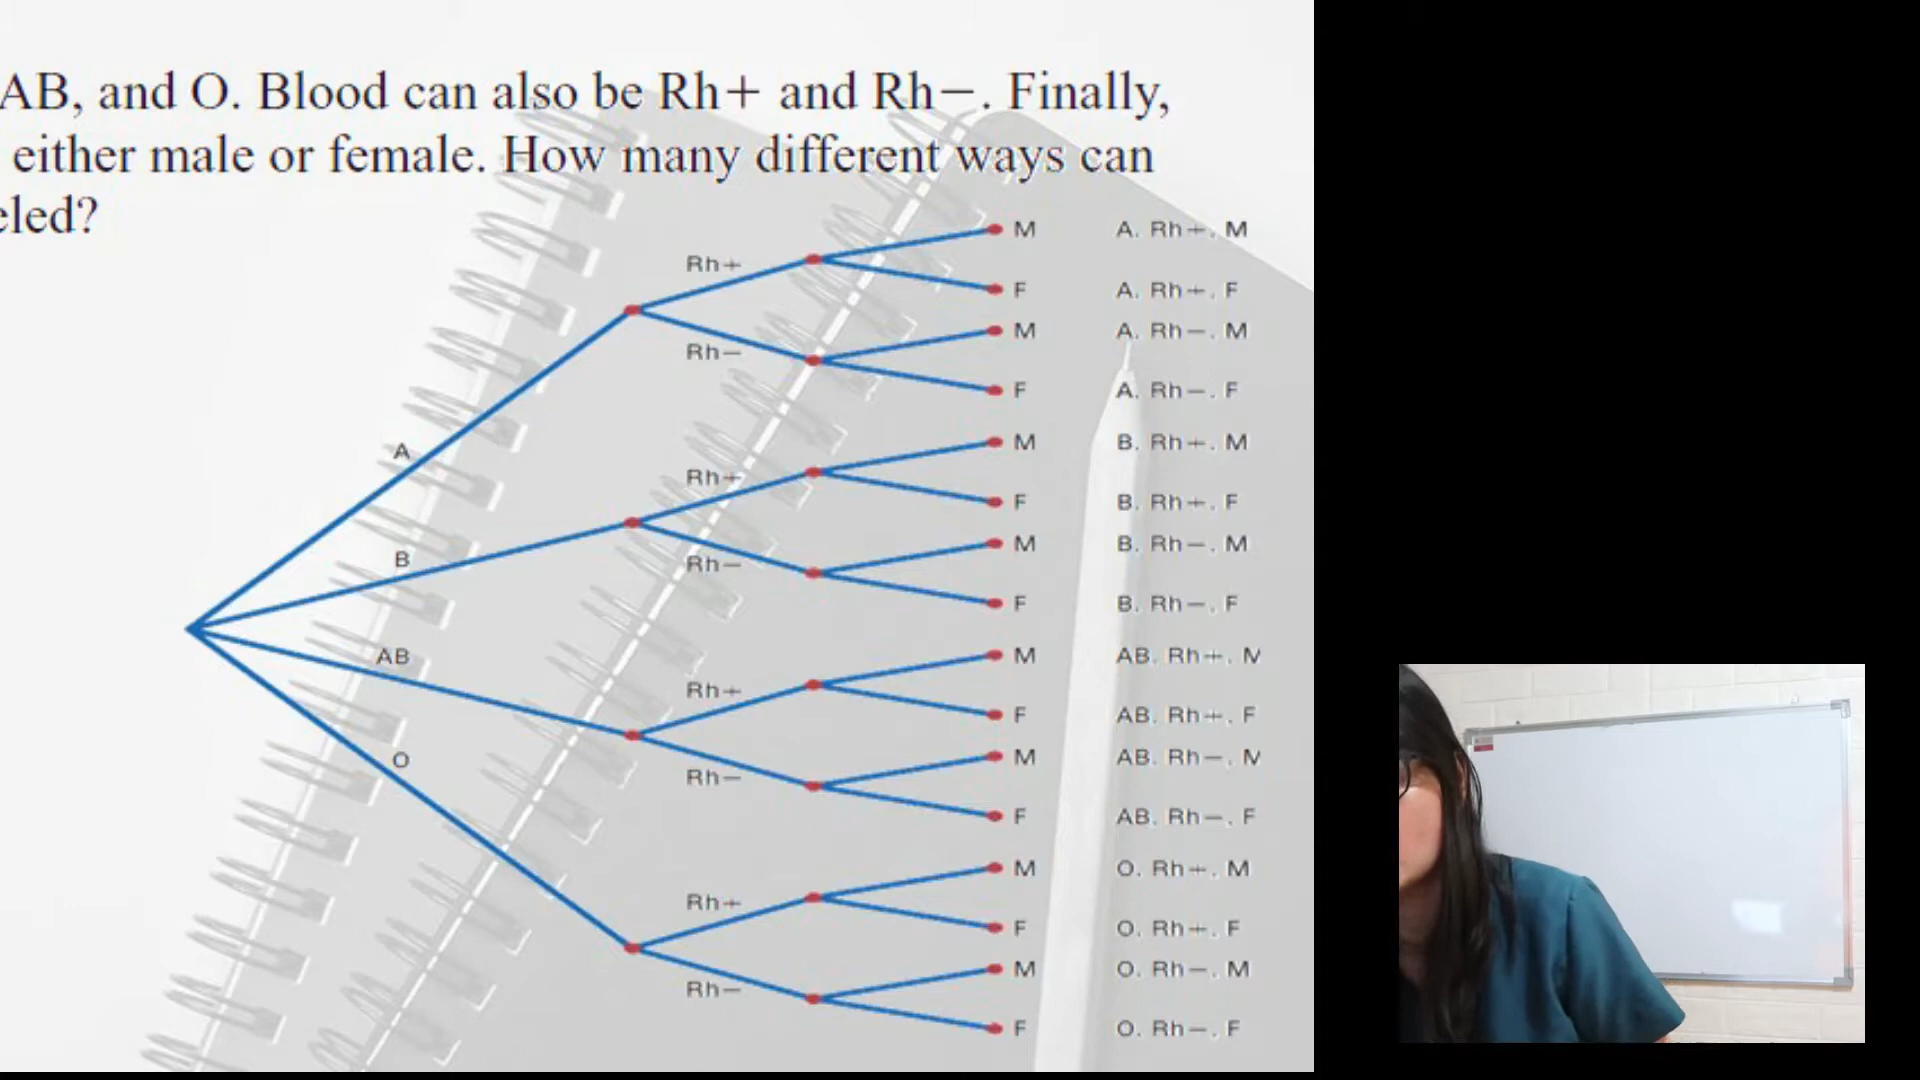 AB, and O. Blood can also be Rh+ and Rh−. Finally,
either male or female. How many different ways can
eled?
M A. Rh+. M
Rh+
F A. Rh+. F
M A. Rh−. M
Rh−
F A. Rh−. F
A
M B. Rh+. M
Rh+
F B. Rh+. F
B
M B. Rh−. M
Rh−
F B. Rh−. F
AB
M AB. Rh+. M
Rh+
F AB. Rh+. F
O
M AB. Rh−. M
Rh−
F AB. Rh−. F
M O. Rh+. M
Rh+
F O. Rh+. F
M O. Rh−. M
Rh−
F O. Rh−. F